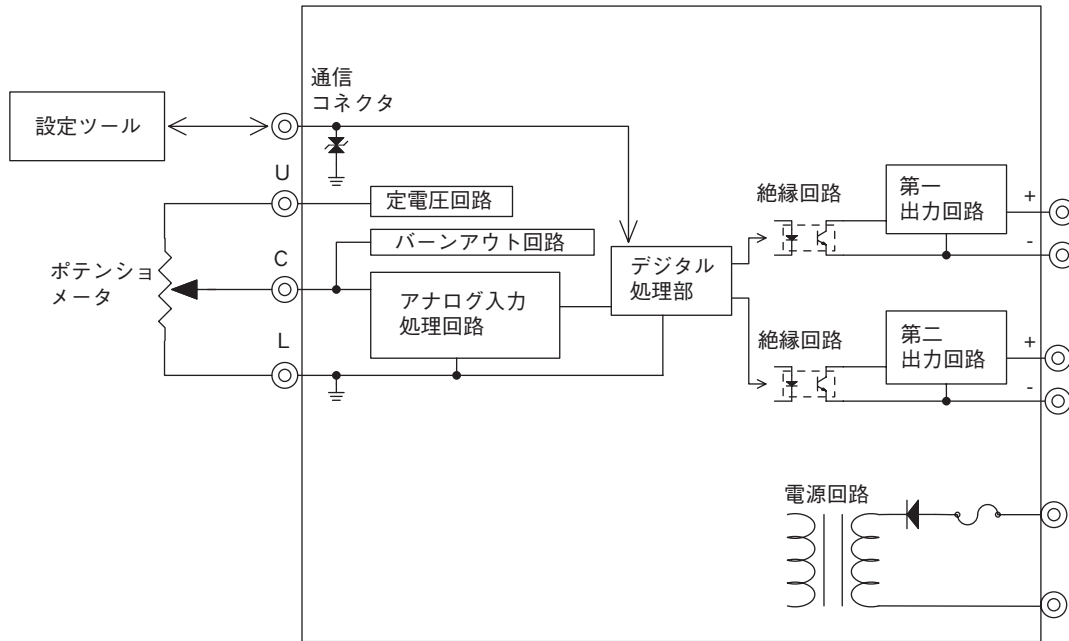 通信
コネクタ
設定ツール
U
定電圧回路
バーンアウト回路
C
ポテンショ
メータ
アナログ入力
処理回路
L
デジタル
処理部
絶縁回路
第一
出力回路
+
-
絶縁回路
第二
出力回路
+
-
電源回路